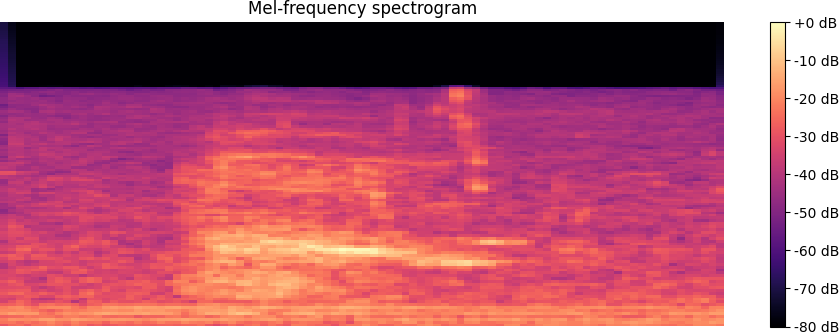 Mel-frequency spectrogram
+0 dB
-10 dB
-20 dB
-30 dB
-40 dB
-50 dB
-60 dB
-70 dB
-80 dB